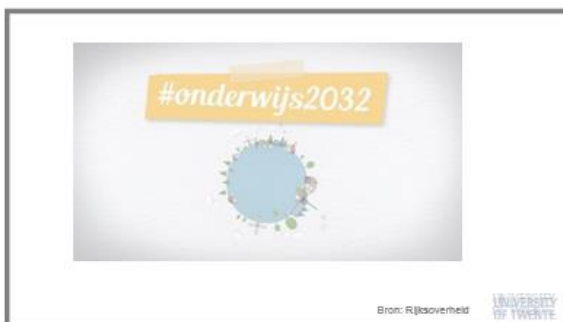 #onderwijs2032
Bron: Rijksoverheid
UNIVERSITY
OF TWENTE.